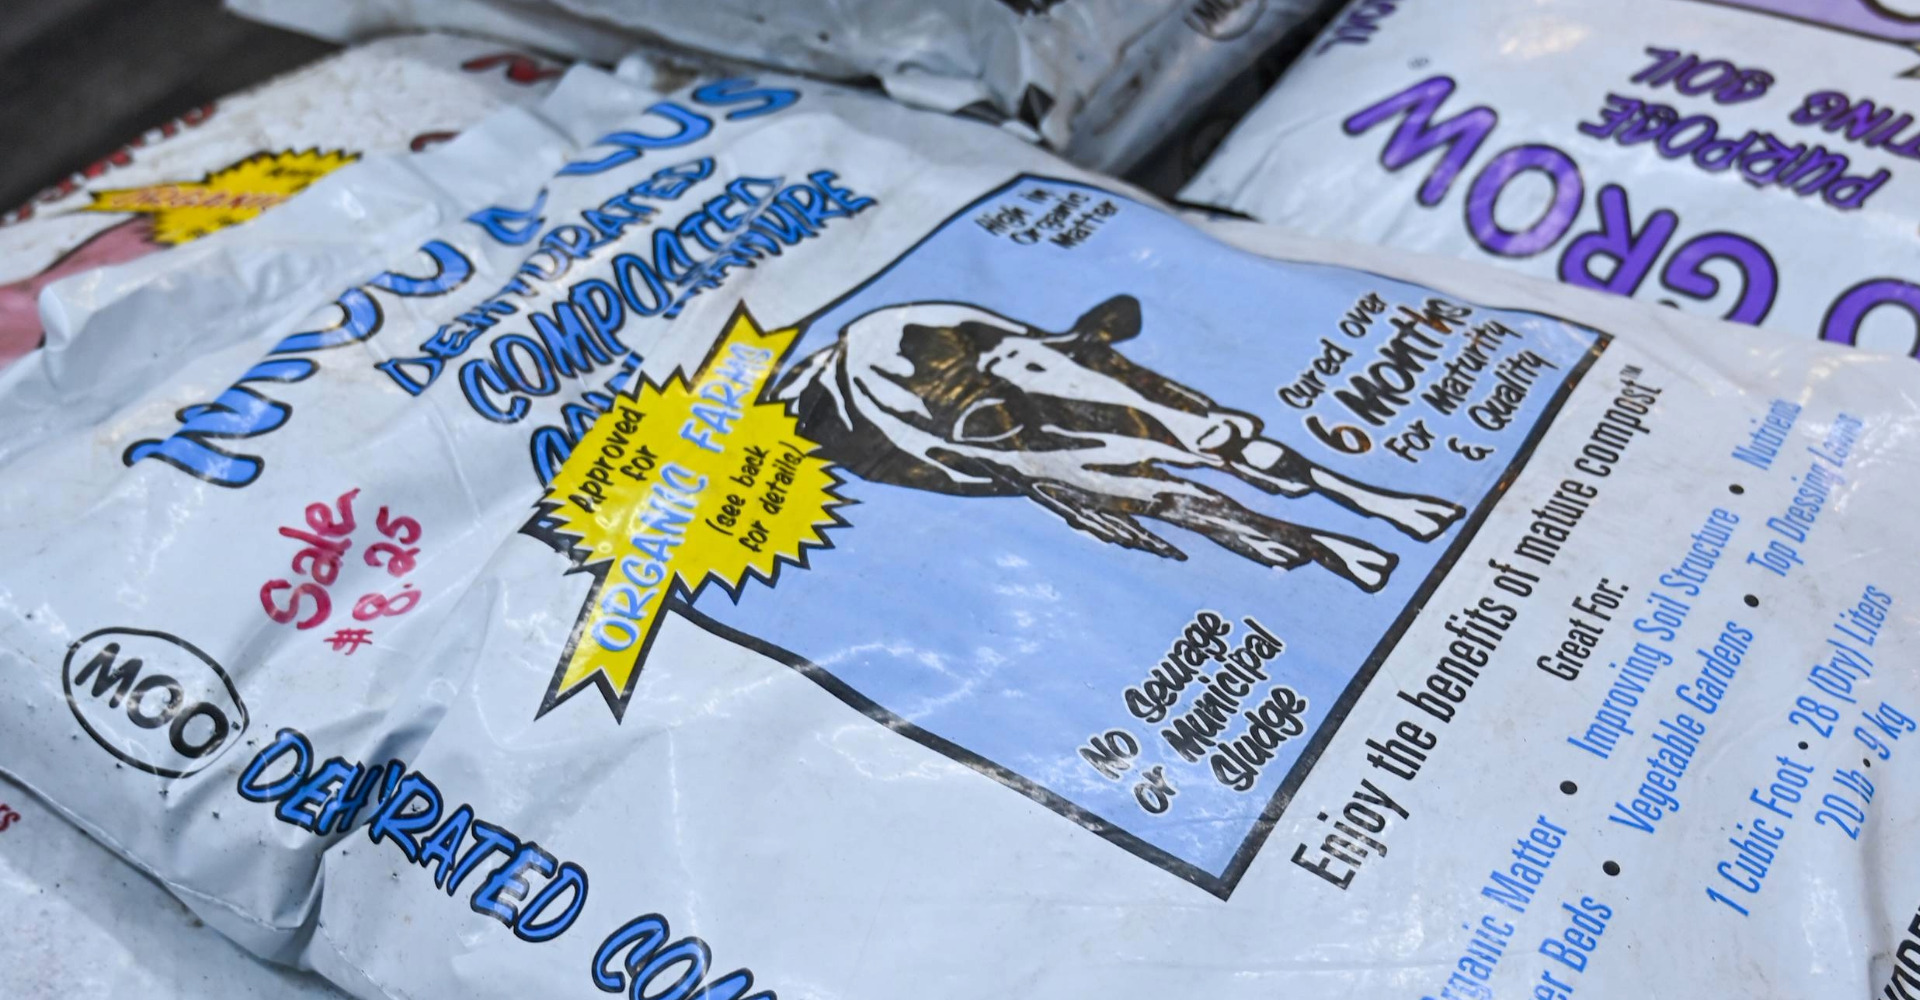 DEHYDRATED
COMPOSTED
MANURE
High in
Organic
Matter
Cured over
6 Months
For Maturity
& Quality
Approved
for
ORGANIC FARMS
(see back
for details)
Sale
$8.25
MOO
DEHYDRATED
No Sewage
or Municipal
Sludge
Enjoy the benefits of mature compost™
Great For:
Organic Matter • Improving Soil Structure • Nutrients
Beds • Vegetable Gardens • Top Dressing Lawns
1 Cubic Foot • 28 (Dry) Liters
20 lb • 9 kg
GROW®
PURPOSE
SOIL
ORGANIC